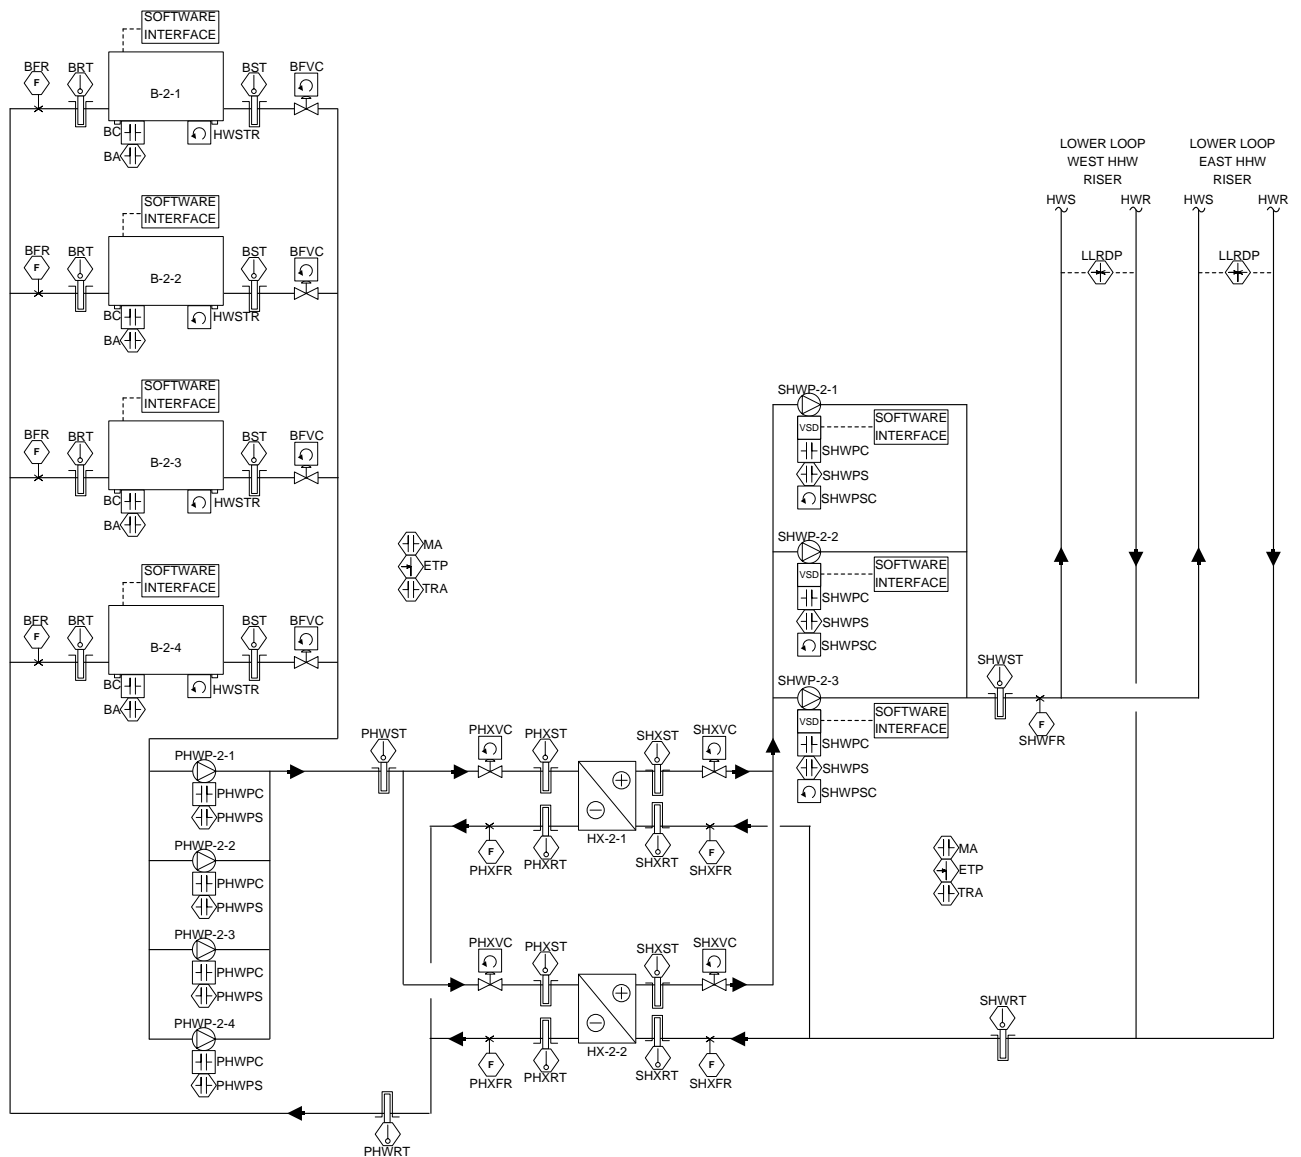 SOFTWARE
INTERFACE
BFR
BRT
BST
BFVC
F
B-2-1
BC
HWSTR
BA
SOFTWARE
INTERFACE
BFR
BRT
BST
BFVC
F
B-2-2
BC
HWSTR
BA
SOFTWARE
INTERFACE
BFR
BRT
BST
BFVC
F
B-2-3
BC
HWSTR
BA
SOFTWARE
INTERFACE
BFR
BRT
BST
BFVC
F
B-2-4
BC
HWSTR
BA
MA
ETP
TRA
PHWP-2-1
PHWPC
PHWPS
PHWP-2-2
PHWPC
PHWPS
PHWP-2-3
PHWPC
PHWPS
PHWP-2-4
PHWPC
PHWPS
PHWST
PHWRT
PHXVC
PHXST
SHXST
SHXVC
HX-2-1
F
PHXFR
PHXRT
SHXRT
F
SHXFR
PHXVC
PHXST
SHXST
SHXVC
HX-2-2
F
PHXFR
PHXRT
SHXRT
F
SHXFR
SHWP-2-1
VSD
SOFTWARE
INTERFACE
SHWPC
SHWPS
SHWPSC
SHWP-2-2
VSD
SOFTWARE
INTERFACE
SHWPC
SHWPS
SHWPSC
SHWP-2-3
VSD
SOFTWARE
INTERFACE
SHWPC
SHWPS
SHWPSC
SHWST
F
SHWFR
LOWER LOOP
WEST HHW
RISER
HWS
HWR
LLRDP
LOWER LOOP
EAST HHW
RISER
HWS
HWR
LLRDP
MA
ETP
TRA
SHWRT